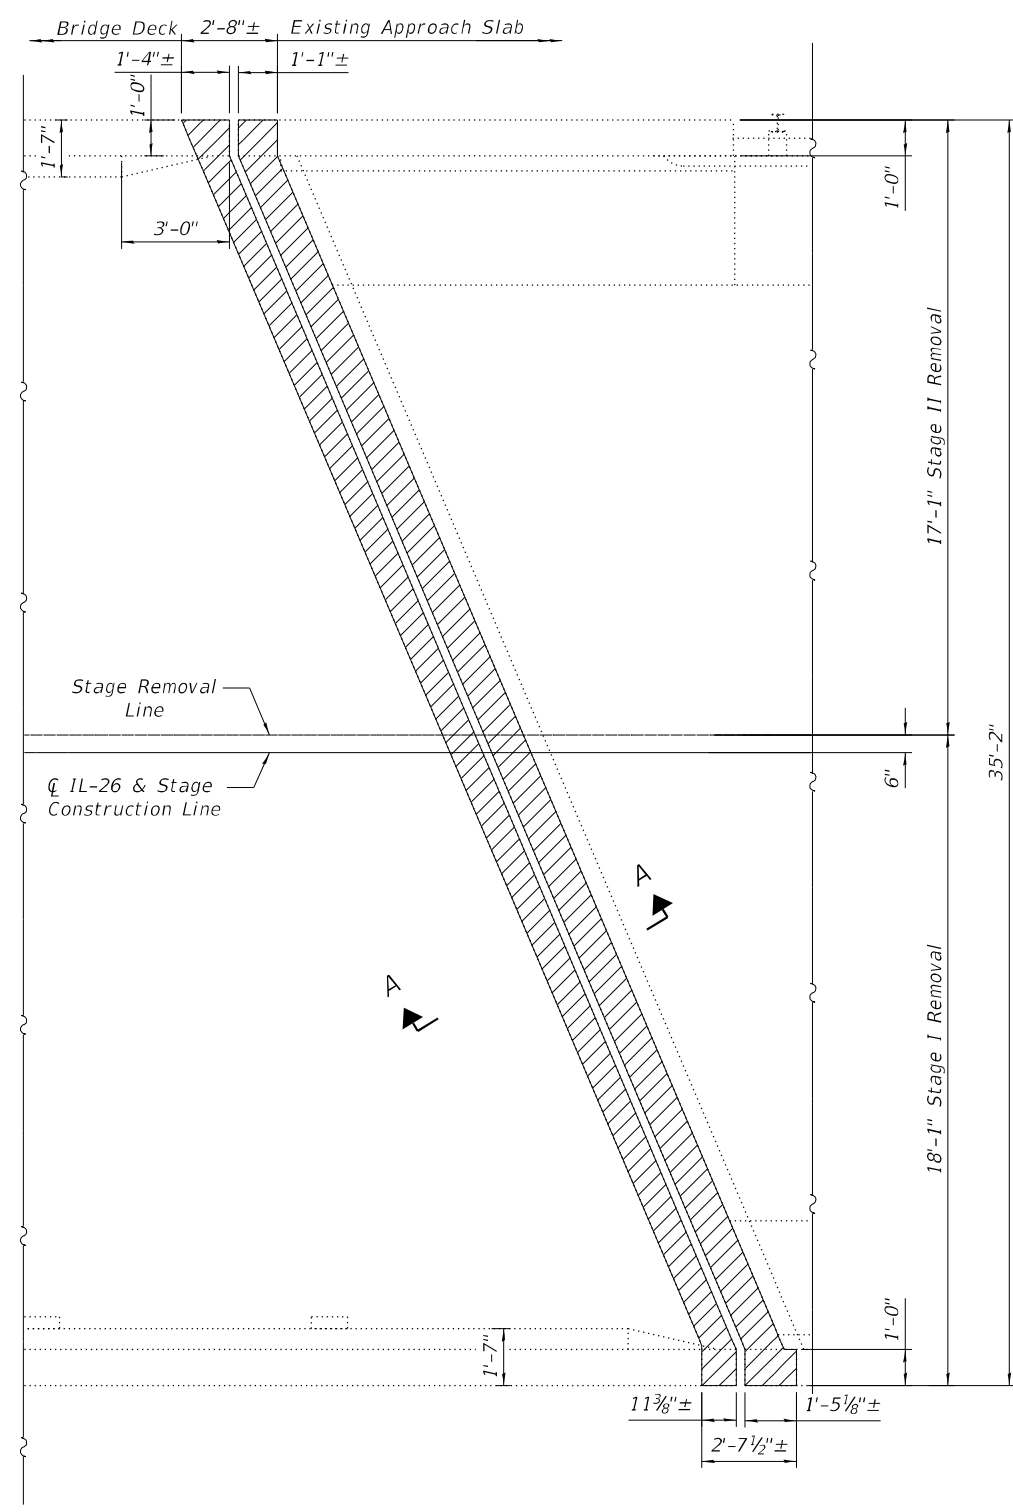 Bridge Deck 2'-8"± Existing Approach Slab
1'-4"± 1'-1"±
1'-0"
1'-7"
3'-0"
1'-0"
17'-1" Stage II Removal
Stage Removal
Line
35'-2"
6"
℄ IL-26 & Stage
Construction Line
A
A
18'-1" Stage I Removal
1'-0"
1'-7"
11⅜"± 1'-5⅛"±
2'-7½"±